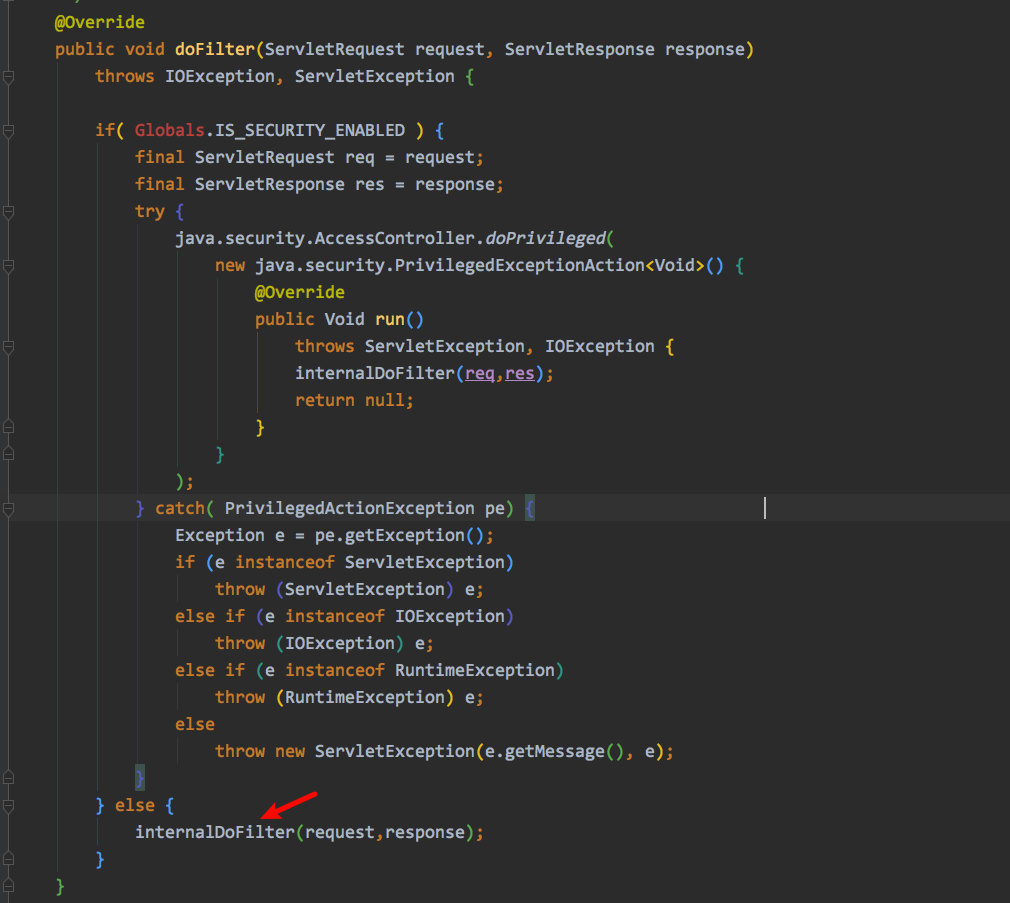 @Override
public void doFilter(ServletRequest request, ServletResponse response)
throws IOException, ServletException {
if( Globals.IS_SECURITY_ENABLED ) {
final ServletRequest req = request;
final ServletResponse res = response;
try {
java.security.AccessController.doPrivileged(
new java.security.PrivilegedExceptionAction<Void>() {
@Override
public Void run()
throws ServletException, IOException {
internalDoFilter(req,res);
return null;
}
}
);
} catch( PrivilegedActionException pe) {
Exception e = pe.getException();
if (e instanceof ServletException)
throw (ServletException) e;
else if (e instanceof IOException)
throw (IOException) e;
else if (e instanceof RuntimeException)
throw (RuntimeException) e;
else
throw new ServletException(e.getMessage(), e);
}
} else {
internalDoFilter(request,response);
}
}